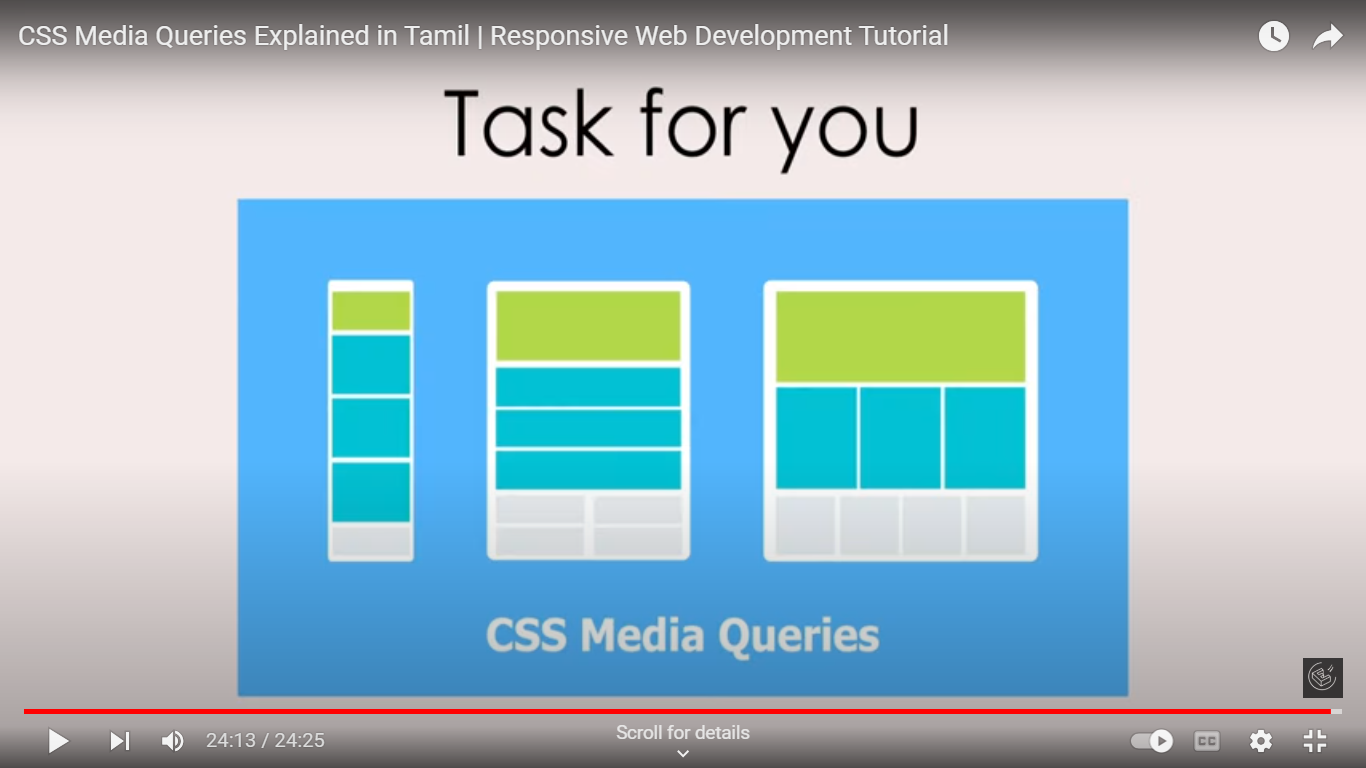 CSS Media Queries Explained in Tamil | Responsive Web Development Tutorial
Task for you
CSS Media Queries
24:13 / 24:25
Scroll for details
CC